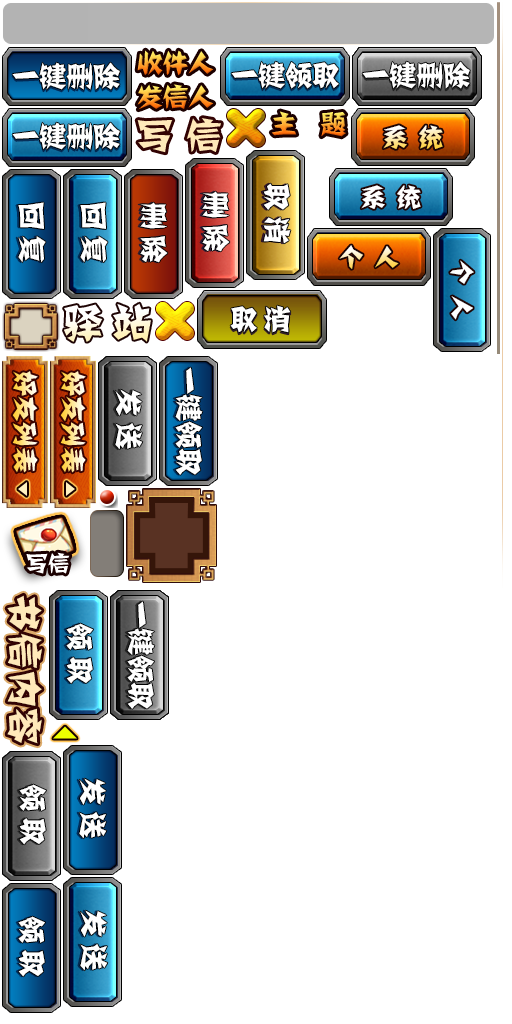 一键删除
收件人
发信人
一键领取
一键删除
一键删除
写信
主题
系统
回复
回复
删除
删除
取消
系统
个人
个人
驿站
取消
好友列表
好友列表
发送
一键领取
写信
书信内容
领取
一键领取
领取
发送
领取
发送